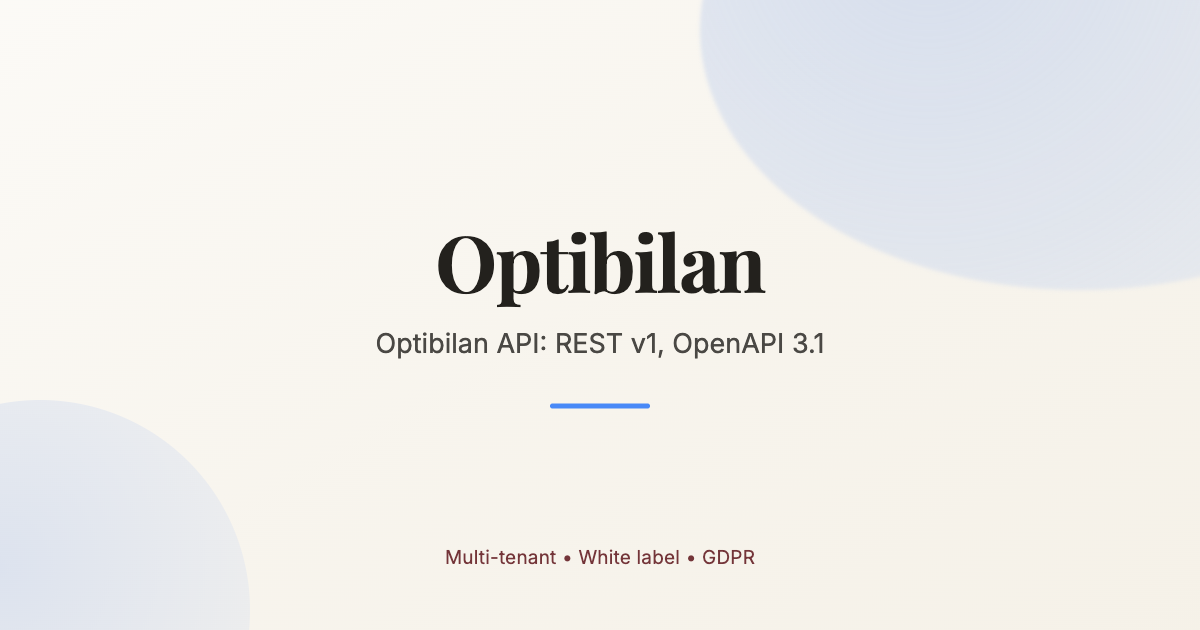 Optibilan
Optibilan API: REST v1, OpenAPI 3.1
Multi-tenant • White label • GDPR